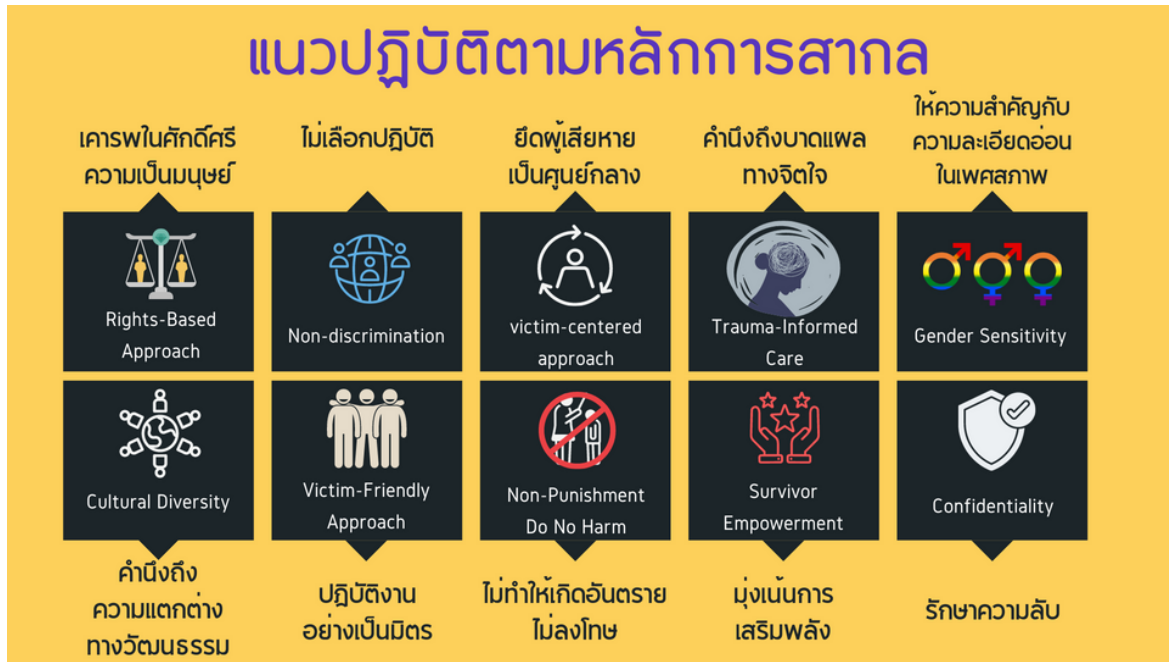 แนวปฏิบัติตามหลักการสากล
เคารพในศักดิ์ศรี
ความเป็นมนุษย์
ไม่เลือกปฏิบัติ
ยึดผู้เสียหาย
เป็นศูนย์กลาง
คำนึงถึงบาดแผล
ทางจิตใจ
ให้ความสำคัญกับ
ความละเอียดอ่อน
ในเพศสภาพ
Rights-Based
Approach
Non-discrimination
victim-centered
approach
Trauma-Informed
Care
Gender Sensitivity
Cultural Diversity
Victim-Friendly
Approach
Non-Punishment
Do No Harm
Survivor
Empowerment
Confidentiality
คำนึงถึง
ความแตกต่าง
ทางวัฒนธรรม
ปฏิบัติงาน
อย่างเป็นมิตร
ไม่ทำให้เกิดอันตราย
ไม่ลงโทษ
มุ่งเน้นการ
เสริมพลัง
รักษาความลับ